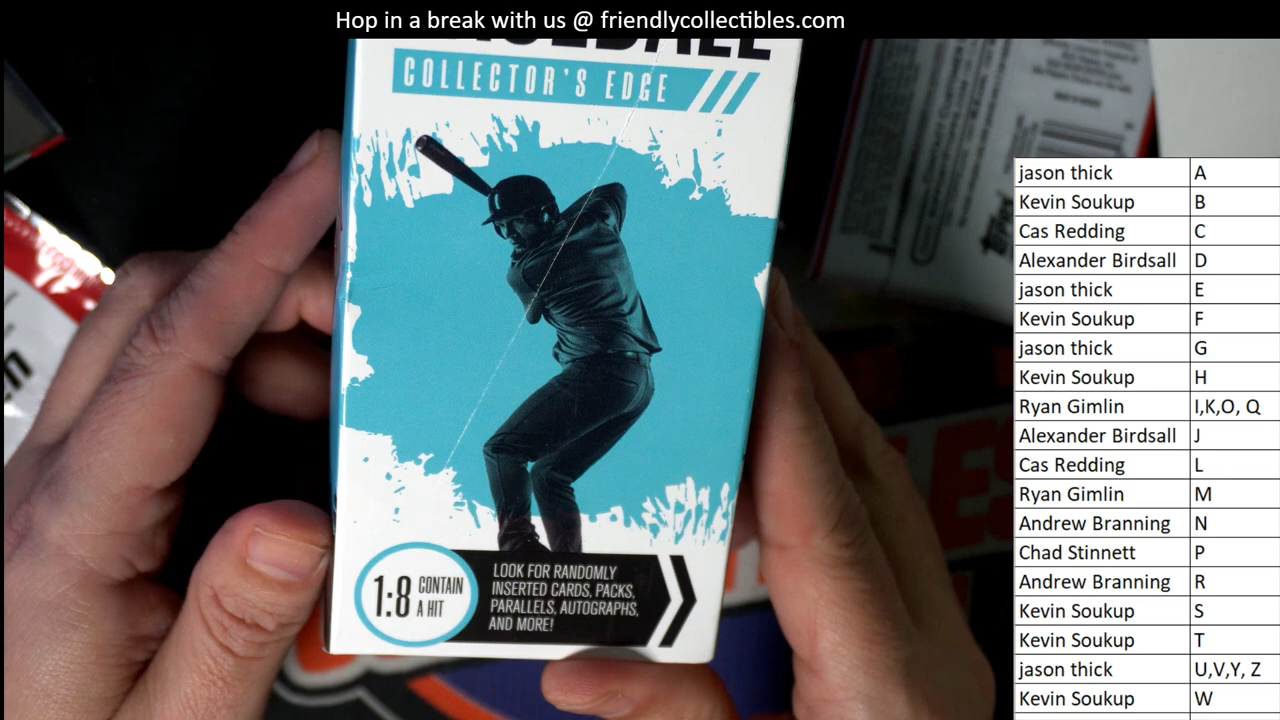 Hop in a break with us @ friendlycollectibles.com
COLLECTOR'S EDGE
1:8 CONTAIN A HIT
LOOK FOR RANDOMLY
INSERTED CARDS, PACKS,
PARALLELS, AUTOGRAPHS,
AND MORE!
jason thick A
Kevin Soukup B
Cas Redding C
Alexander Birdsall D
jason thick E
Kevin Soukup F
jason thick G
Kevin Soukup H
Ryan Gimlin I,K,O, Q
Alexander Birdsall J
Cas Redding L
Ryan Gimlin M
Andrew Branning N
Chad Stinnett P
Andrew Branning R
Kevin Soukup S
Kevin Soukup T
jason thick U,V,Y, Z
Kevin Soukup W